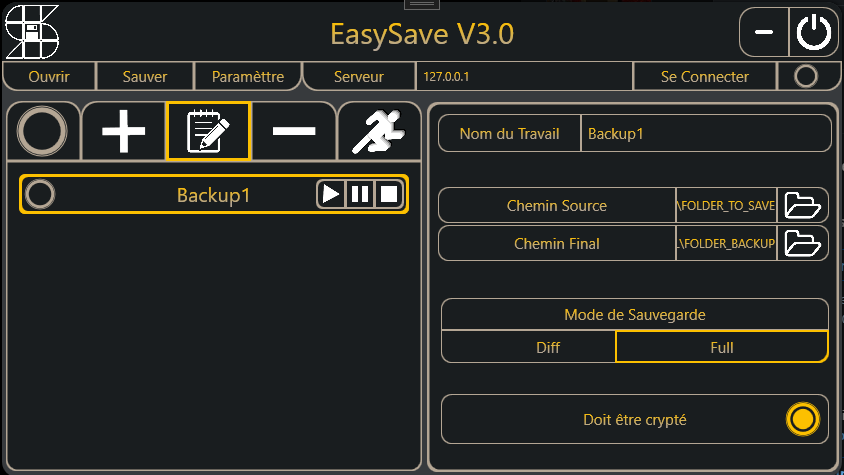 EasySave V3.0
Ouvrir
Sauver
Paramèttre
Serveur
127.0.0.1
Se Connecter
Backup1
Nom du Travail
Backup1
Chemin Source
\FOLDER_TO_SAVE
Chemin Final
.\FOLDER_BACKUP
Mode de Sauvegarde
Diff
Full
Doit être crypté